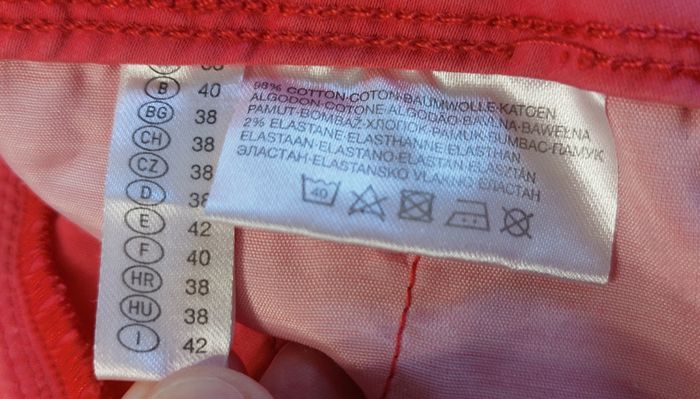 B 40
BG 38
CH 38
CZ 38
D 38
E 42
F 40
HR 38
HU 38
I 42
98% COTTON·COTON·BAUMWOLLE·KATOEN
ALGODON·COTONE·ALGODÃO·BAVLNA·BAWEŁNA
PAMUT·BOMBAŽ·ХЛОПОК·PAMUK·BUMBAC·ПАМУК
2% ELASTANE ELASTHANNE ELASTHAN
ELASTAAN·ELASTANO·ELASTAN·ELASZTÁN
ЭЛАСТАН·ELASTANSKO VLAKNO·ЕЛАСТАН
40